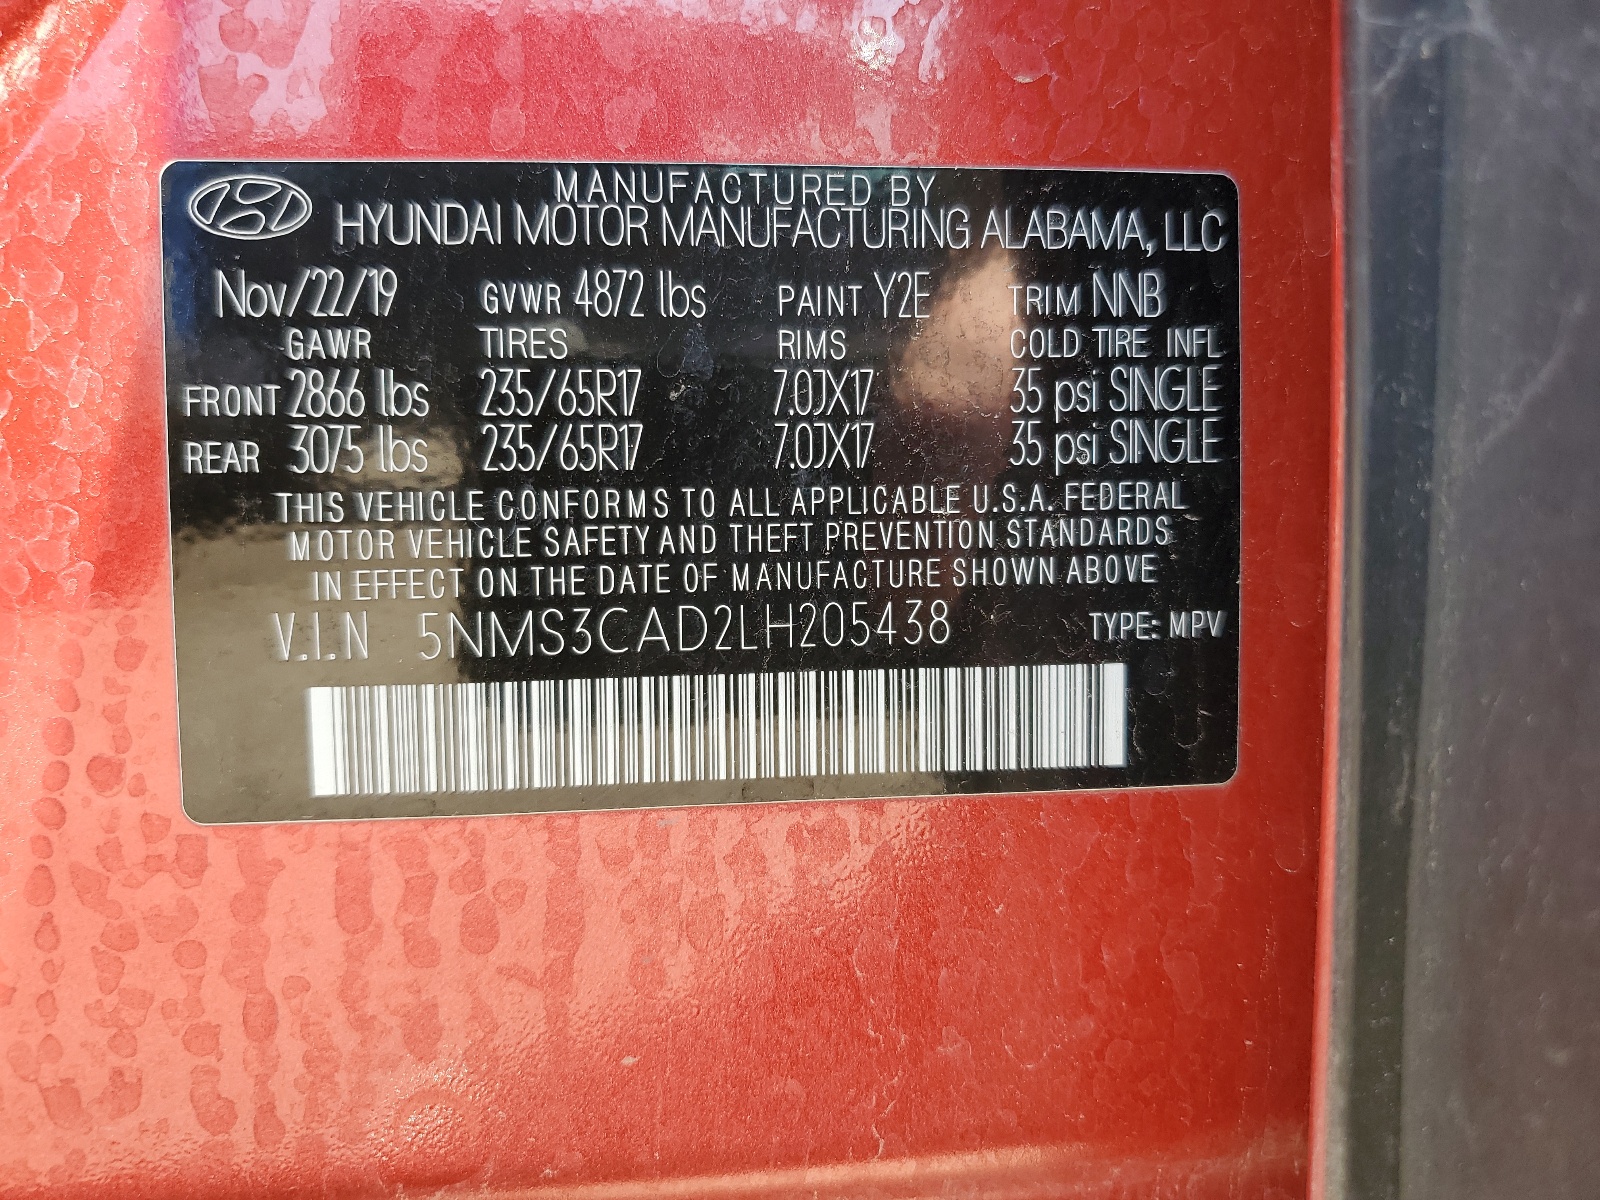 MANUFACTURED BY
HYUNDAI MOTOR MANUFACTURING ALABAMA, LLC
Nov/22/19 GVWR 4872 lbs PAINT Y2E TRIM NNB
GAWR TIRES RIMS COLD TIRE INFL
FRONT 2866 lbs 235/65R17 7.0JX17 35 psi SINGLE
REAR 3075 lbs 235/65R17 7.0JX17 35 psi SINGLE
THIS VEHICLE CONFORMS TO ALL APPLICABLE U.S.A. FEDERAL
MOTOR VEHICLE SAFETY AND THEFT PREVENTION STANDARDS
IN EFFECT ON THE DATE OF MANUFACTURE SHOWN ABOVE
V.I.N 5NMS3CAD2LH205438 TYPE: MPV